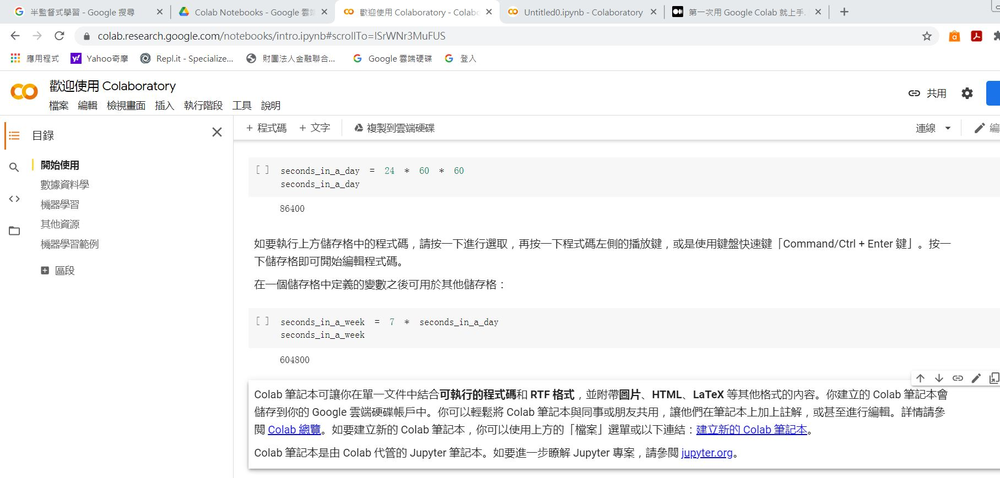 半監督式學習 - Google 搜尋
Colab Notebooks - Google 雲端
歡迎使用 Colaboratory - Colabo
Untitled0.ipynb - Colaboratory
第一次用 Google Colab 就上手.
colab.research.google.com/notebooks/intro.ipynb#scrollTo=lSrWNr3MuFUS
應用程式 Yahoo奇摩 Repl.it - Specialize... 財團法人金融聯合... Google 雲端硬碟 登入
歡迎使用 Colaboratory
檔案 編輯 檢視畫面 插入 執行階段 工具 說明
共用
目錄
開始使用
數據資料學
機器學習
其他資源
機器學習範例
區段
+ 程式碼 + 文字 複製到雲端硬碟
連線 編
[ ] seconds_in_a_day = 24 * 60 * 60
seconds_in_a_day
86400
如要執行上方儲存格中的程式碼，請按一下進行選取，再按一下程式碼左側的播放鍵，或是使用鍵盤快速鍵「Command/Ctrl + Enter 鍵」。按一
下儲存格即可開始編輯程式碼。
在一個儲存格中定義的變數之後可用於其他儲存格：
[ ] seconds_in_a_week = 7 * seconds_in_a_day
seconds_in_a_week
604800
Colab 筆記本可讓你在單一文件中結合可執行的程式碼和 RTF 格式，並附帶圖片、HTML、LaTeX 等其他格式的內容。你建立的 Colab 筆記本會
儲存到你的 Google 雲端硬碟帳戶中。你可以輕鬆將 Colab 筆記本與同事或朋友共用，讓他們在筆記本上加上註解，或甚至進行編輯。詳情請參
閱 Colab 總覽。如要建立新的 Colab 筆記本，你可以使用上方的「檔案」選單或以下連結：建立新的 Colab 筆記本。
Colab 筆記本是由 Colab 代管的 Jupyter 筆記本。如要進一步瞭解 Jupyter 專案，請參閱 jupyter.org。